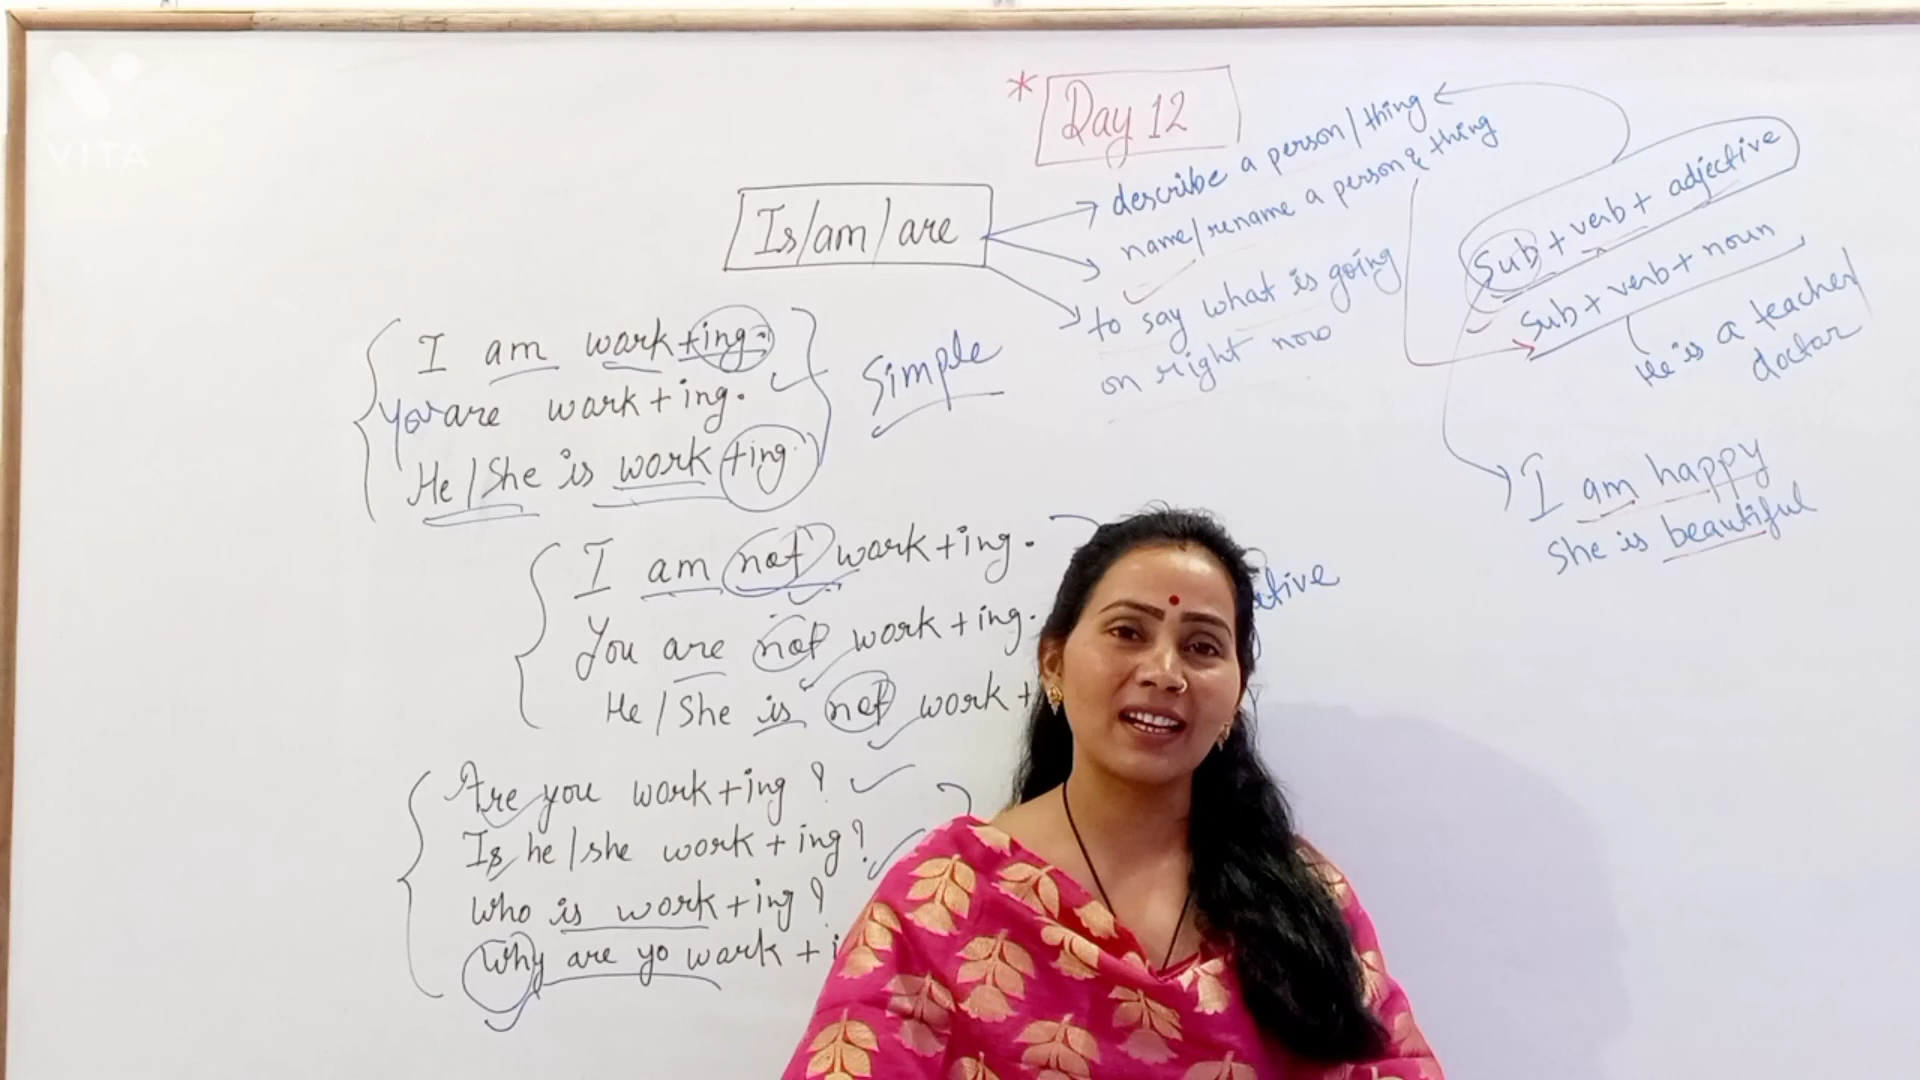 VITA
* Day 12
Is/am/are
describe a person/thing
name/rename a person & thing
to say what is going
on right now
Sub + verb + adjective
Sub + verb + noun
He is a teacher
doctor
I am happy
She is beautiful
I am work+ing.
You are work+ing.
He/She is work+ing.
Simple
I am not work+ing.
You are not work+ing.
He/She is not work+
ative
Are you work+ing?
Is he/she work+ing?
Who is work+ing?
Why are yo work + i